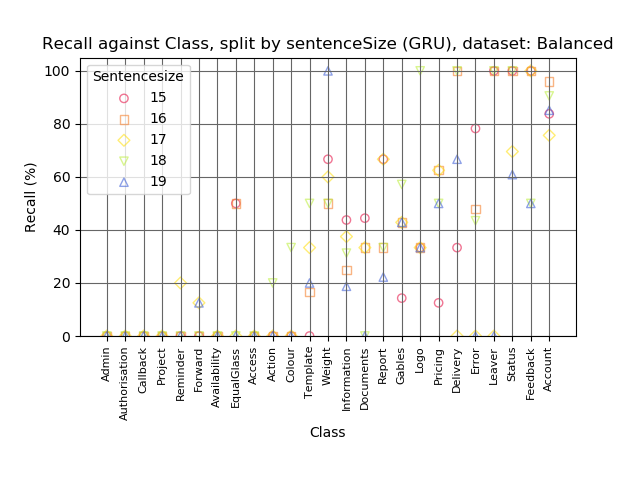 Recall against Class, split by sentenceSize (GRU), dataset: Balanced
Recall (%)
100
80
60
40
20
0
Sentencesize
15
16
17
18
19
Admin
Authorisation
Callback
Project
Reminder
Forward
Availability
EqualGlass
Access
Action
Colour
Template
Weight
Information
Documents
Report
Gables
Logo
Pricing
Delivery
Error
Leaver
Status
Feedback
Account
Class